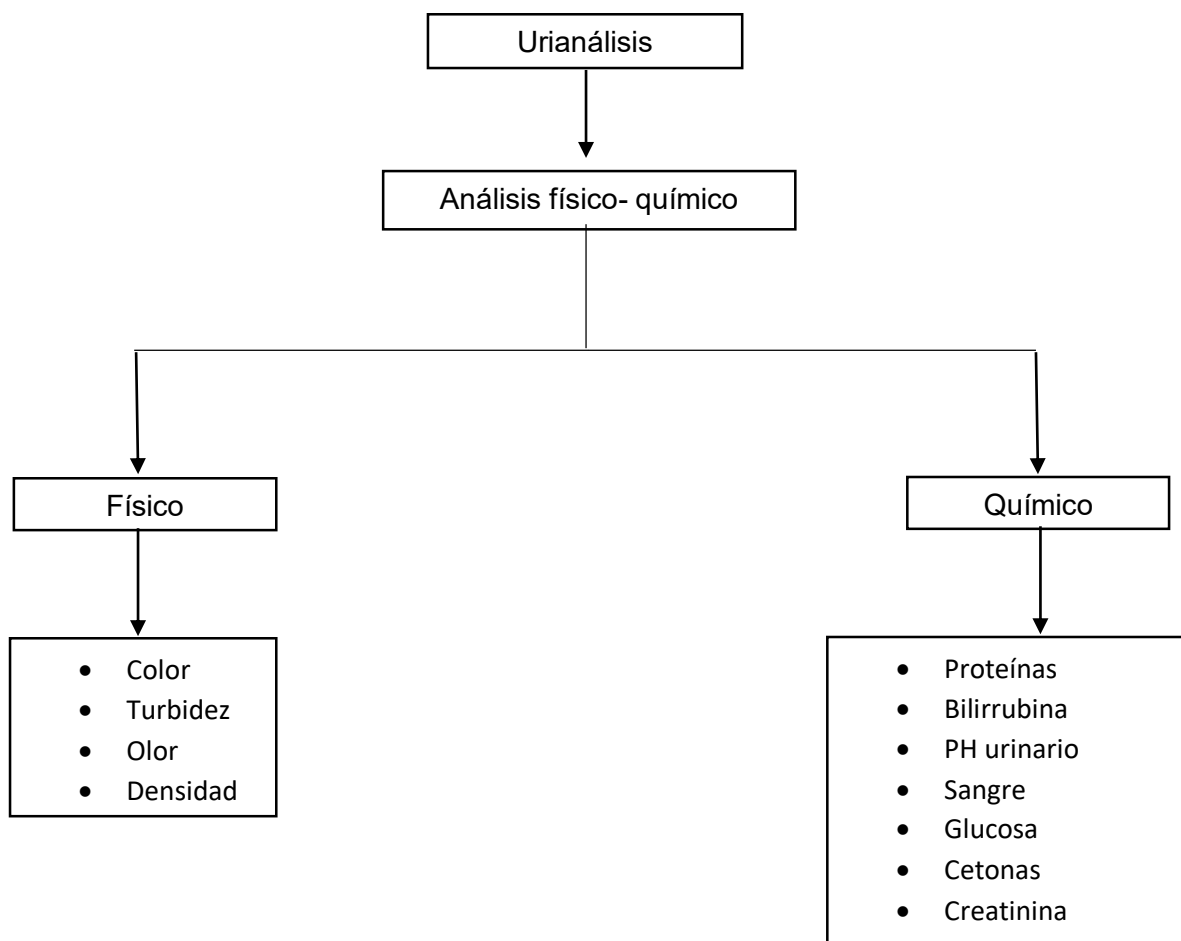 Urianálisis
Análisis físico- químico
Físico
Químico
• Color
• Turbidez
• Olor
• Densidad
• Proteínas
• Bilirrubina
• PH urinario
• Sangre
• Glucosa
• Cetonas
• Creatinina